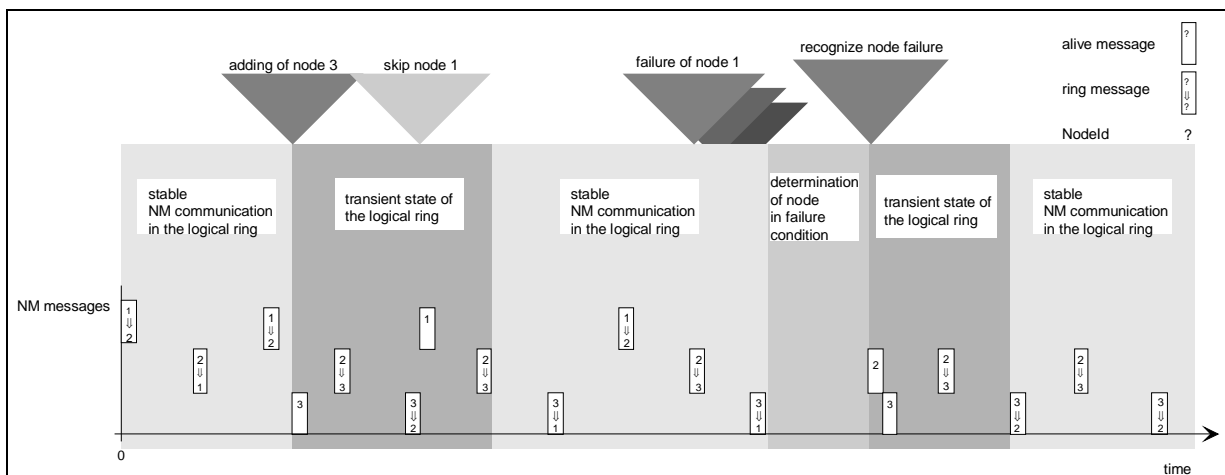 adding of node 3
skip node 1
failure of node 1
recognize node failure
alive message
?
ring message
?
⇓
?
NodeId
?
stable
NM communication
in the logical ring
transient state of
the logical ring
stable
NM communication
in the logical ring
determination
of node
in failure
condition
transient state of
the logical ring
stable
NM communication
in the logical ring
NM messages
1
⇓
2
2
⇓
1
1
⇓
2
3
2
⇓
3
3
⇓
2
1
2
⇓
3
3
⇓
1
1
⇓
2
2
⇓
3
3
⇓
1
2
3
2
⇓
3
3
⇓
2
2
⇓
3
3
⇓
2
0
time